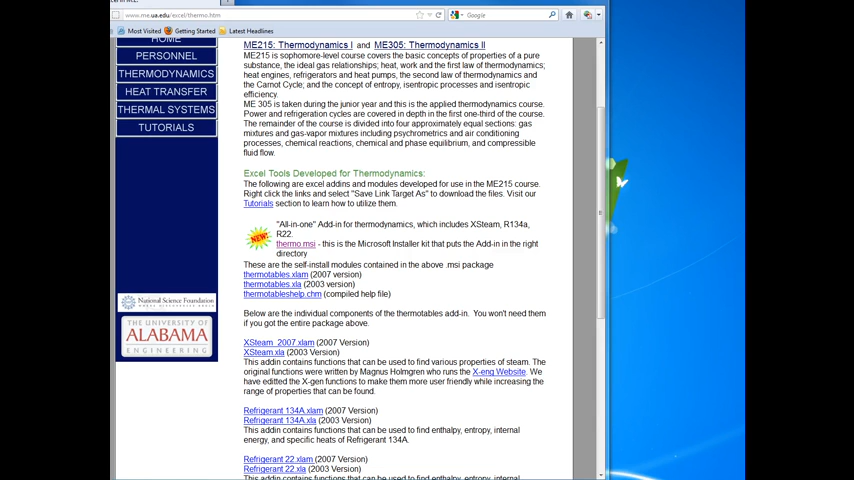 www.me.ua.edu/excel/thermo.htm
Google
Most Visited
Getting Started
Latest Headlines
HOME
PERSONNEL
THERMODYNAMICS
HEAT TRANSFER
THERMAL SYSTEMS
TUTORIALS
National Science Foundation
THE UNIVERSITY OF
ALABAMA
ENGINEERING
ME215: Thermodynamics I and ME305: Thermodynamics II
ME215 is sophomore-level course covers the basic concepts of properties of a pure
substance, the ideal gas relationships; heat, work and the first law of thermodynamics;
heat engines, refrigerators and heat pumps, the second law of thermodynamics and
the Carnot Cycle; and the concept of entropy, isentropic processes and isentropic
efficiency.
ME 305 is taken during the junior year and this is the applied thermodynamics course.
Power and refrigeration cycles are covered in depth in the first one-third of the course.
The remainder of the course is divided into four approximately equal sections: gas
mixtures and gas-vapor mixtures including psychrometrics and air conditioning
processes, chemical reactions, chemical and phase equilibrium, and compressible
fluid flow.
Excel Tools Developed for Thermodynamics:
The following are excel addins and modules developed for use in the ME215 course.
Right click the links and select "Save Link Target As" to download the files. Visit our
Tutorials section to learn how to utilize them.
NEW!
"All-in-one" Add-in for thermodynamics, which includes XSteam, R134a,
R22.
thermo.msi - this is the Microsoft Installer kit that puts the Add-in in the right
directory
These are the self-install modules contained in the above .msi package
thermotables.xlam (2007 version)
thermotables.xla (2003 version)
thermotableshelp.chm (compiled help file)
Below are the individual components of the thermotables add-in. You won't need them
if you got the entire package above.
XSteam_2007.xlam (2007 Version)
XSteam.xla (2003 Version)
This addin contains functions that can be used to find various properties of steam. The
original functions were written by Magnus Holmgren who runs the X-eng Website. We
have editted the X-gen functions to make them more user friendly while increasing the
range of properties that can be found.
Refrigerant 134A.xlam (2007 Version)
Refrigerant 134A.xla (2003 Version)
This addin contains functions that can be used to find enthalpy, entropy, internal
energy, and specific heats of Refrigerant 134A.
Refrigerant 22.xlam (2007 Version)
Refrigerant 22.xla (2003 Version)
This addin contains functions that can be used to find enthalpy, entropy, internal